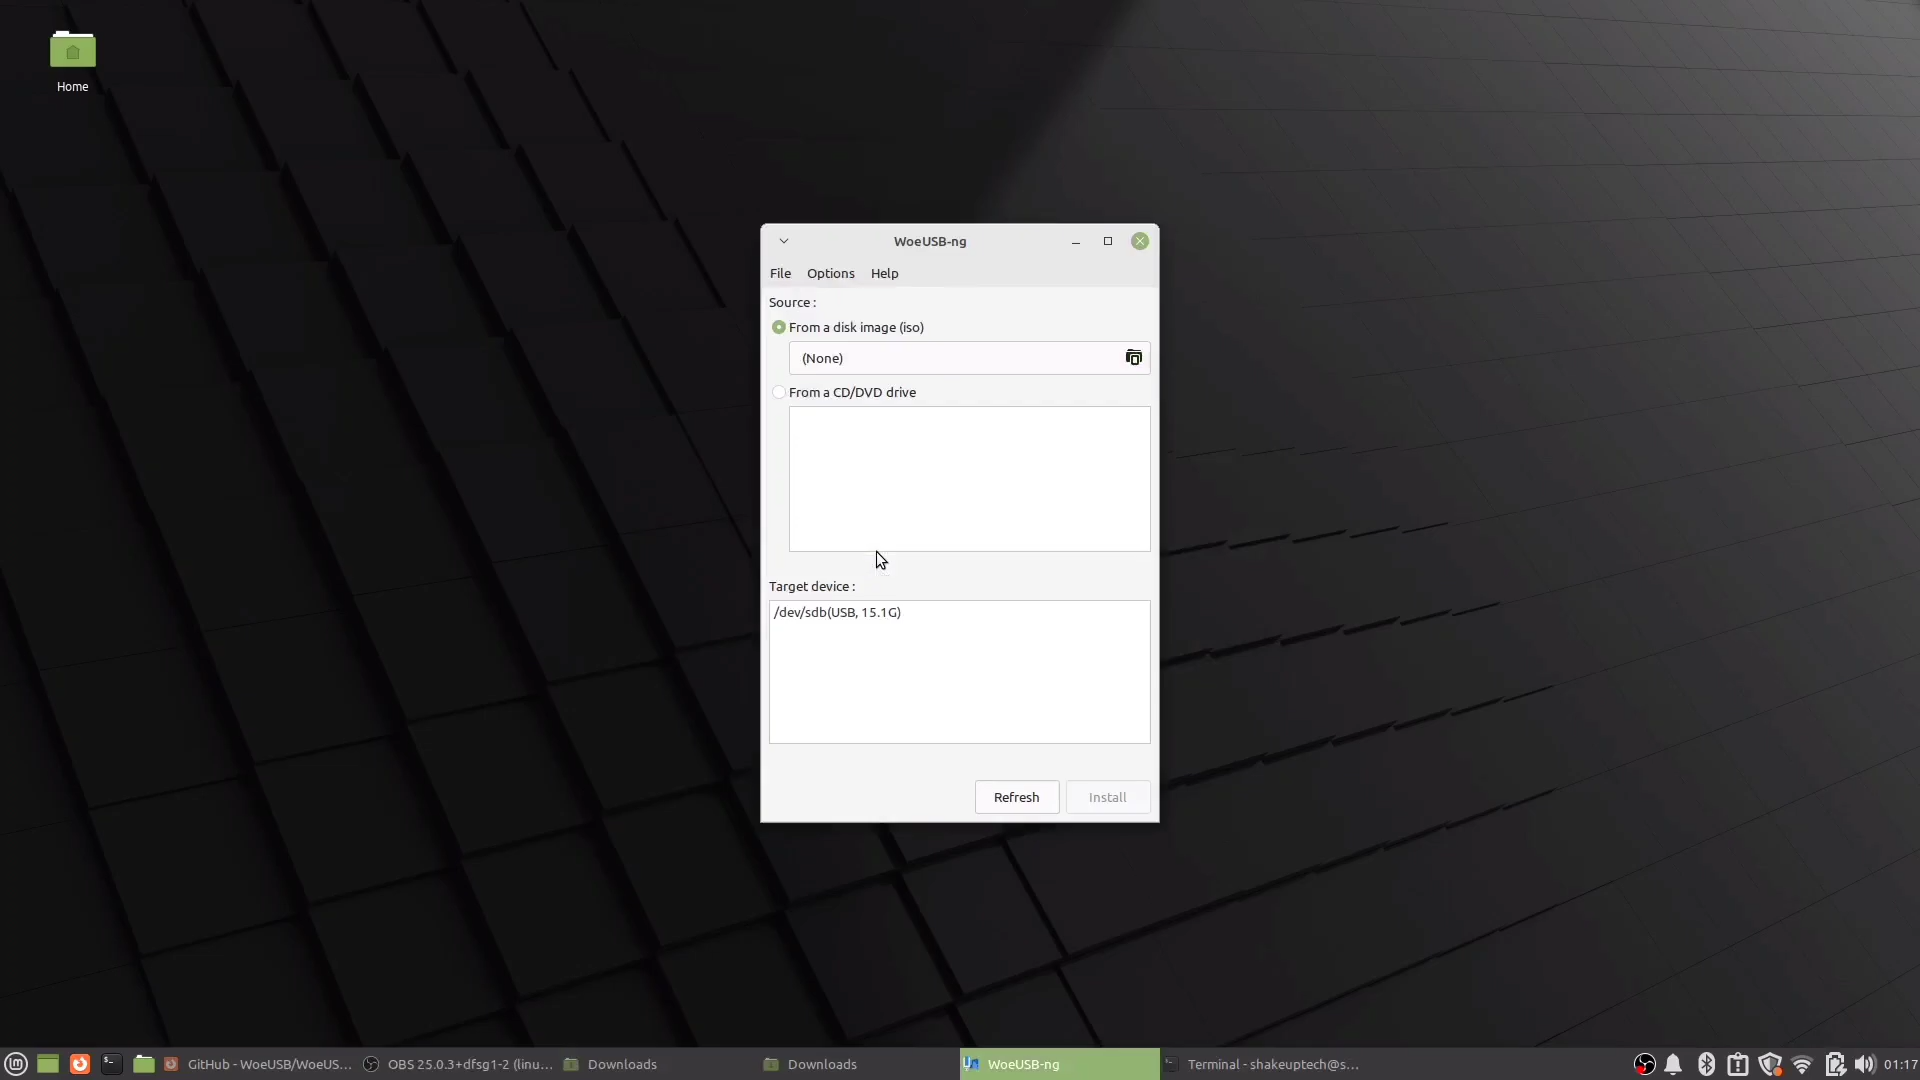 Home
WoeUSB-ng
File Options Help
Source :
From a disk image (iso)
(None)
From a CD/DVD drive
Target device :
/dev/sdb(USB, 15.1G)
Refresh Install
GitHub - WoeUSB/WoeUS... OBS 25.0.3+dfsg1-2 (linu... Downloads Downloads WoeUSB-ng Terminal - shakeuptech@s... 01:17